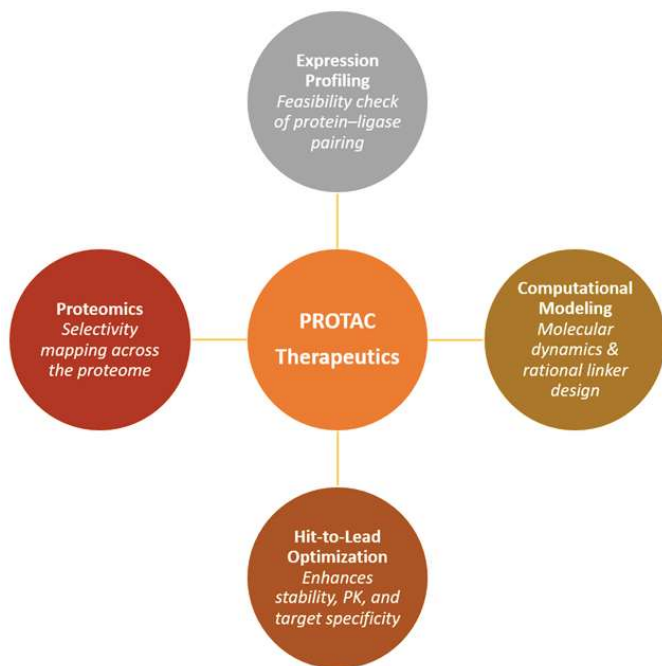 Expression
Profiling
Feasibility check
of protein–ligase
pairing
Proteomics
Selectivity
mapping across
the proteome
PROTAC
Therapeutics
Computational
Modeling
Molecular
dynamics &
rational linker
design
Hit-to-Lead
Optimization
Enhances
stability, PK, and
target specificity